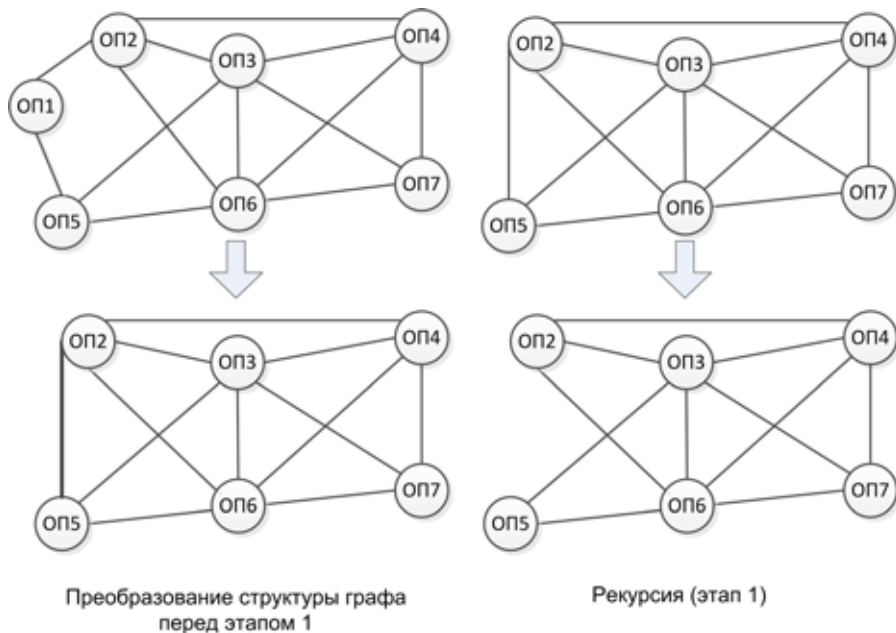 ОП2
ОП4
ОП3
ОП1
ОП7
ОП6
ОП5
ОП2
ОП4
ОП3
ОП7
ОП6
ОП5
ОП2
ОП4
ОП3
ОП7
ОП6
ОП5
ОП2
ОП4
ОП3
ОП7
ОП6
ОП5
Преобразование структуры графа
перед этапом 1
Рекурсия (этап 1)